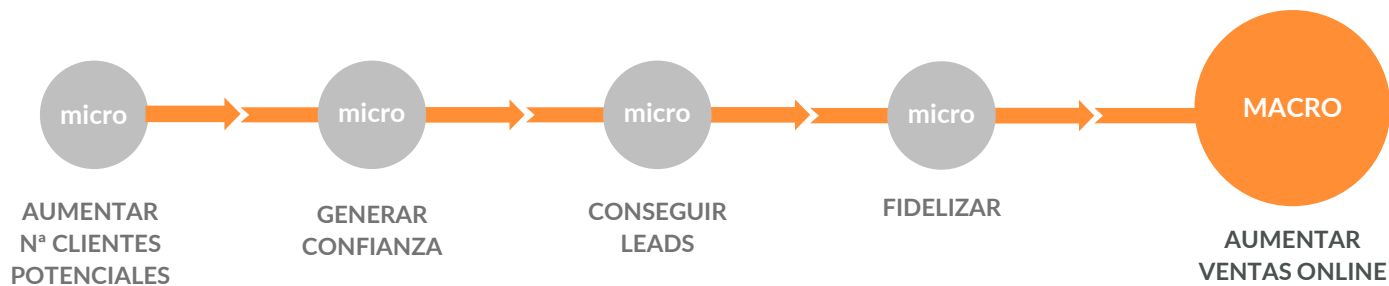 micro
micro
micro
micro
MACRO
AUMENTAR
Nª CLIENTES
POTENCIALES
GENERAR
CONFIANZA
CONSEGUIR
LEADS
FIDELIZAR
AUMENTAR
VENTAS ONLINE